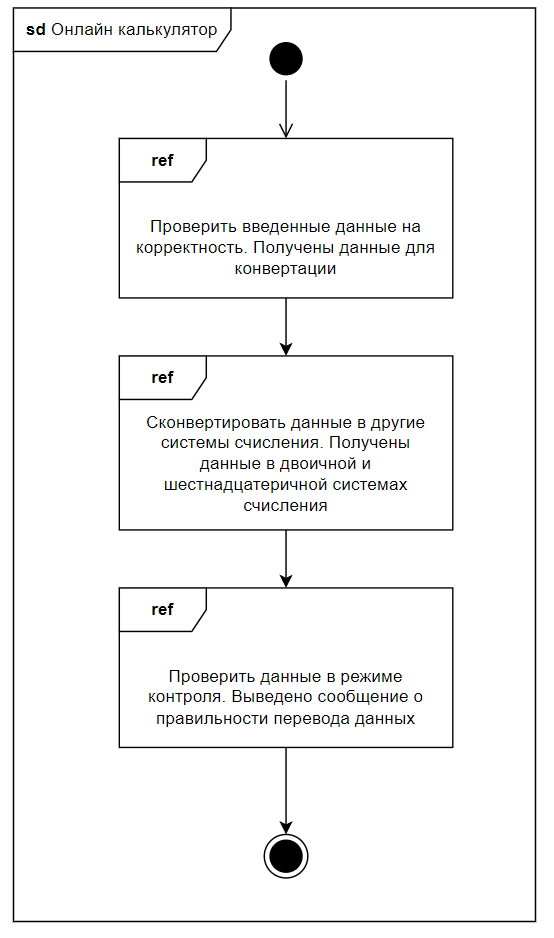 sd Онлайн калькулятор
ref
Проверить введенные данные на
корректность. Получены данные для
конвертации
ref
Сконвертировать данные в другие
системы счисления. Получены
данные в двоичной и
шестнадцатеричной системах
счисления
ref
Проверить данные в режиме
контроля. Выведено сообщение о
правильности перевода данных